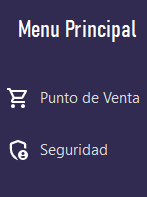 Menu Principal
Punto de Venta
Seguridad